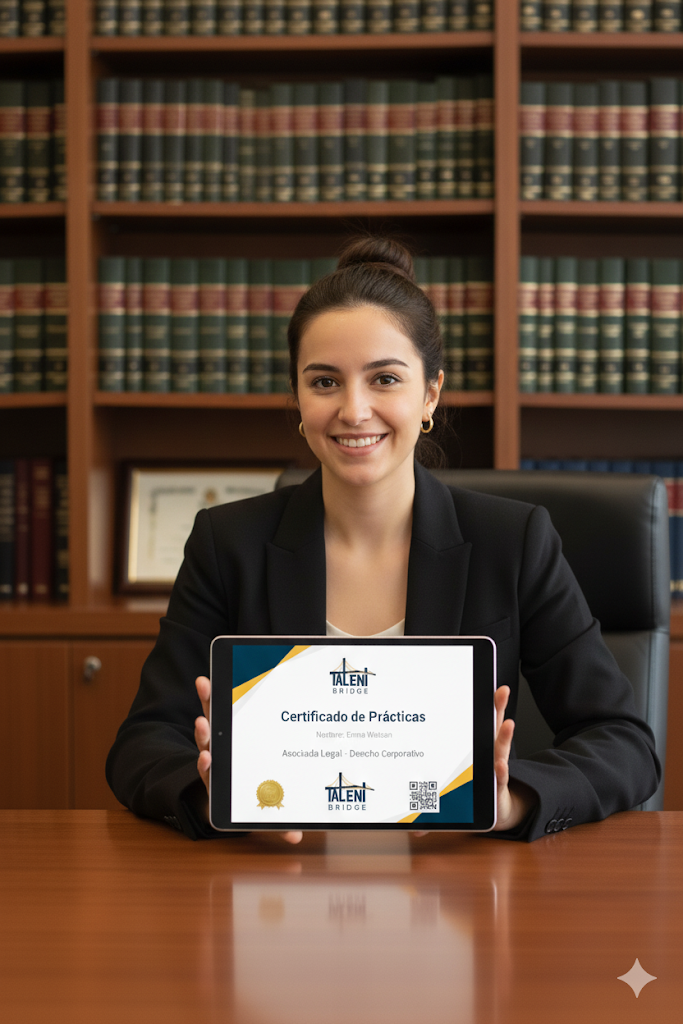 TALENT
BRIDGE
Certificado de Prácticas
Nombre: Emma Watson
Asociada Legal - Deecho Corporativo
TALENT
BRIDGE